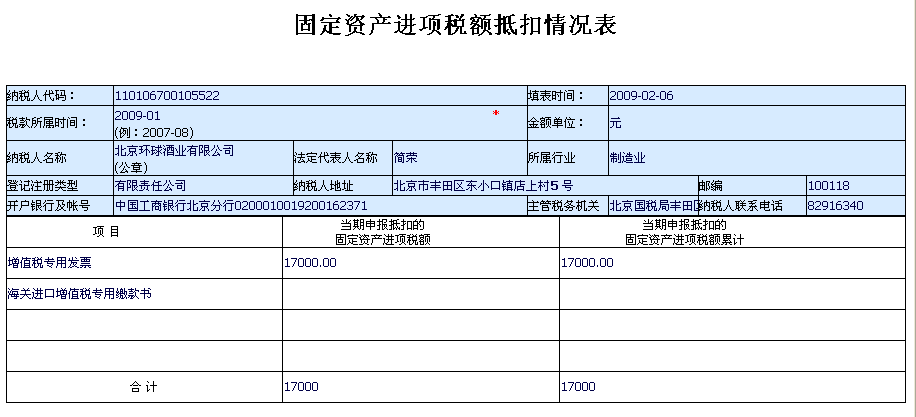 固定资产进项税额抵扣情况表
纳税人代码： 110106700105522 填表时间： 2009-02-06
税款所属时间： 2009-01 * 金额单位： 元
(例：2007-08)
纳税人名称 北京环球酒业有限公司 法定代表人名称 简荣 所属行业 制造业
(公章)
登记注册类型 有限责任公司 纳税人地址 北京市丰田区东小口镇店上村5 号 邮编 100118
开户银行及帐号 中国工商银行北京分行0200010019200162371 主管税务机关 北京国税局丰田 纳税人联系电话 82916340
项 目 当期申报抵扣的 当期申报抵扣的
固定资产进项税额 固定资产进项税额累计
增值税专用发票 17000.00 17000.00
海关进口增值税专用缴款书
合 计 17000 17000